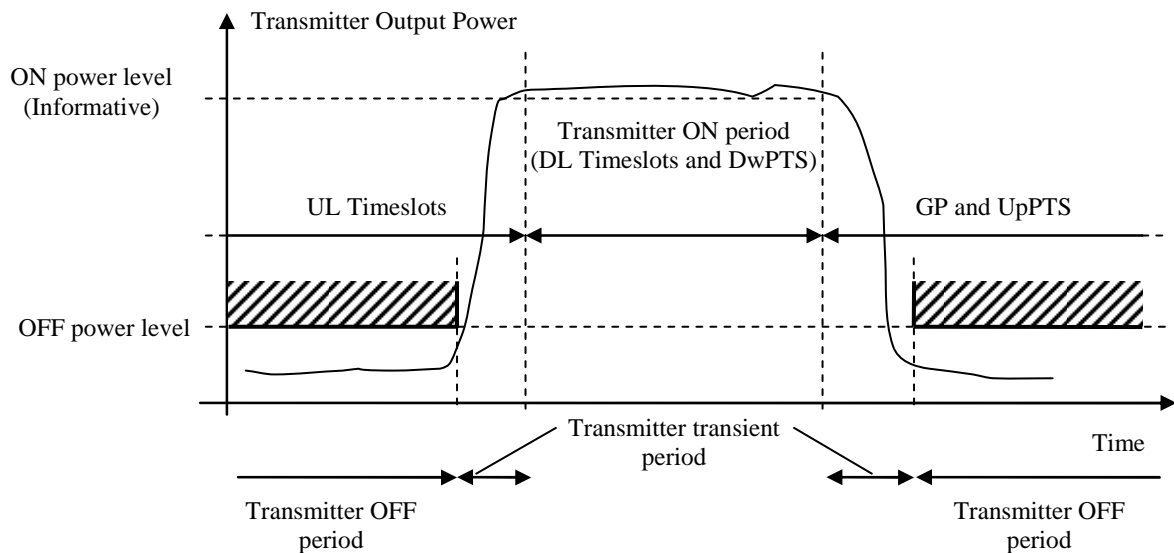 Transmitter Output Power
ON power level
(Informative)
Transmitter ON period
(DL Timeslots and DwPTS)
UL Timeslots
GP and UpPTS
OFF power level
Transmitter transient
period
Time
Transmitter OFF
period
Transmitter OFF
period